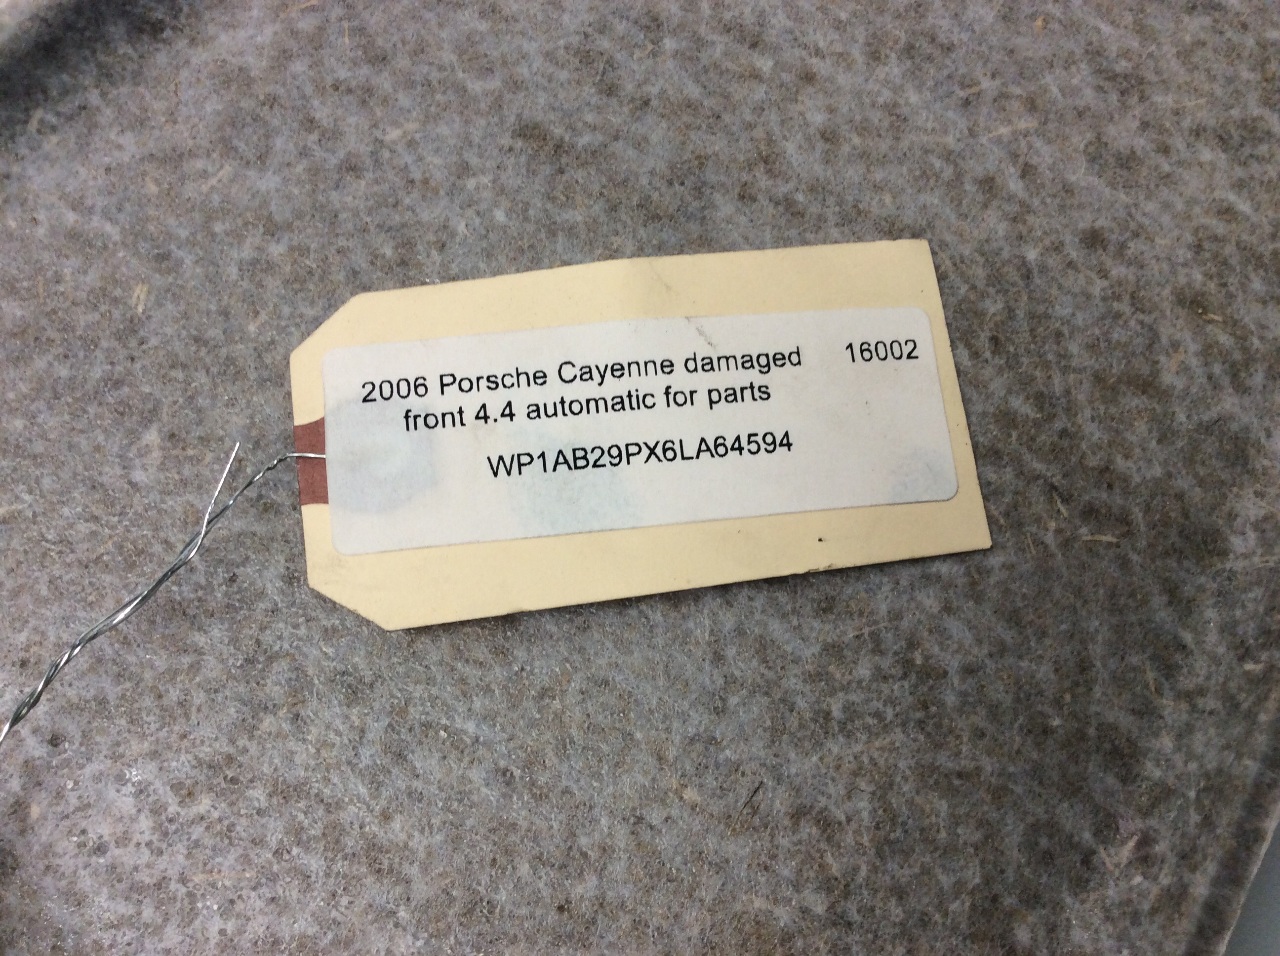 2006 Porsche Cayenne damaged 16002
front 4.4 automatic for parts
WP1AB29PX6LA64594